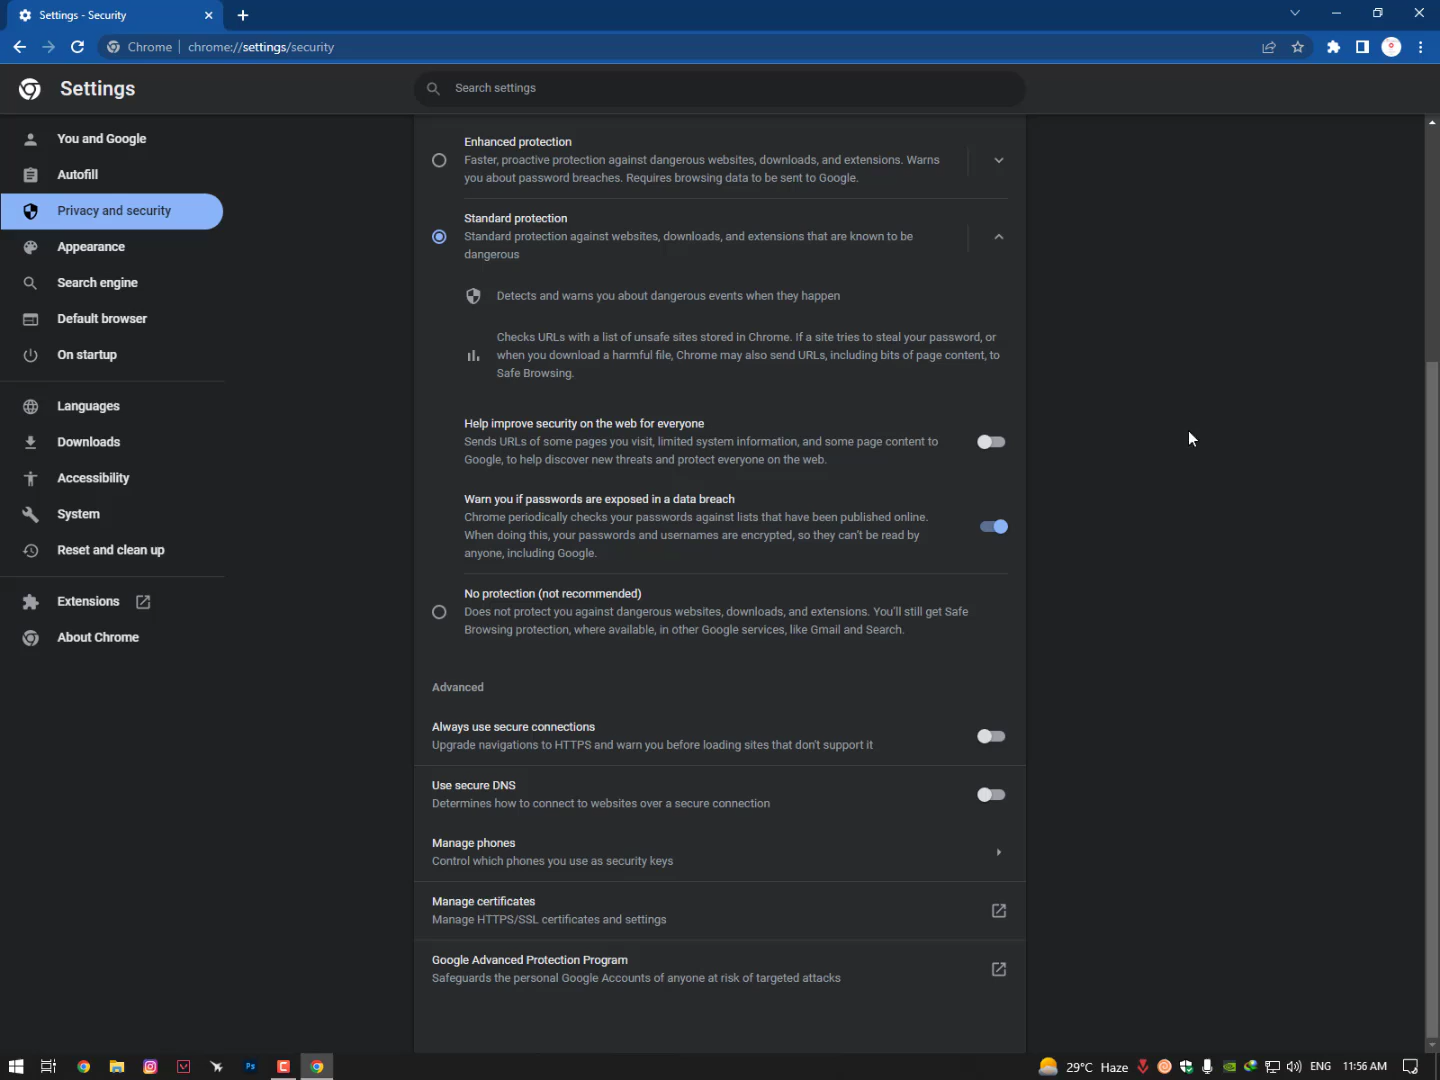 Settings - Security
Chrome
chrome://settings/security
Settings
Search settings
You and Google
Autofill
Privacy and security
Appearance
Search engine
Default browser
On startup
Languages
Downloads
Accessibility
System
Reset and clean up
Extensions
About Chrome
Enhanced protection
Faster, proactive protection against dangerous websites, downloads, and extensions. Warns
you about password breaches. Requires browsing data to be sent to Google.
Standard protection
Standard protection against websites, downloads, and extensions that are known to be
dangerous
Detects and warns you about dangerous events when they happen
Checks URLs with a list of unsafe sites stored in Chrome. If a site tries to steal your password, or
when you download a harmful file, Chrome may also send URLs, including bits of page content, to
Safe Browsing.
Help improve security on the web for everyone
Sends URLs of some pages you visit, limited system information, and some page content to
Google, to help discover new threats and protect everyone on the web.
Warn you if passwords are exposed in a data breach
Chrome periodically checks your passwords against lists that have been published online.
When doing this, your passwords and usernames are encrypted, so they can't be read by
anyone, including Google.
No protection (not recommended)
Does not protect you against dangerous websites, downloads, and extensions. You'll still get Safe
Browsing protection, where available, in other Google services, like Gmail and Search.
Advanced
Always use secure connections
Upgrade navigations to HTTPS and warn you before loading sites that don't support it
Use secure DNS
Determines how to connect to websites over a secure connection
Manage phones
Control which phones you use as security keys
Manage certificates
Manage HTTPS/SSL certificates and settings
Google Advanced Protection Program
Safeguards the personal Google Accounts of anyone at risk of targeted attacks
Ps
29°C Haze
ENG
11:56 AM